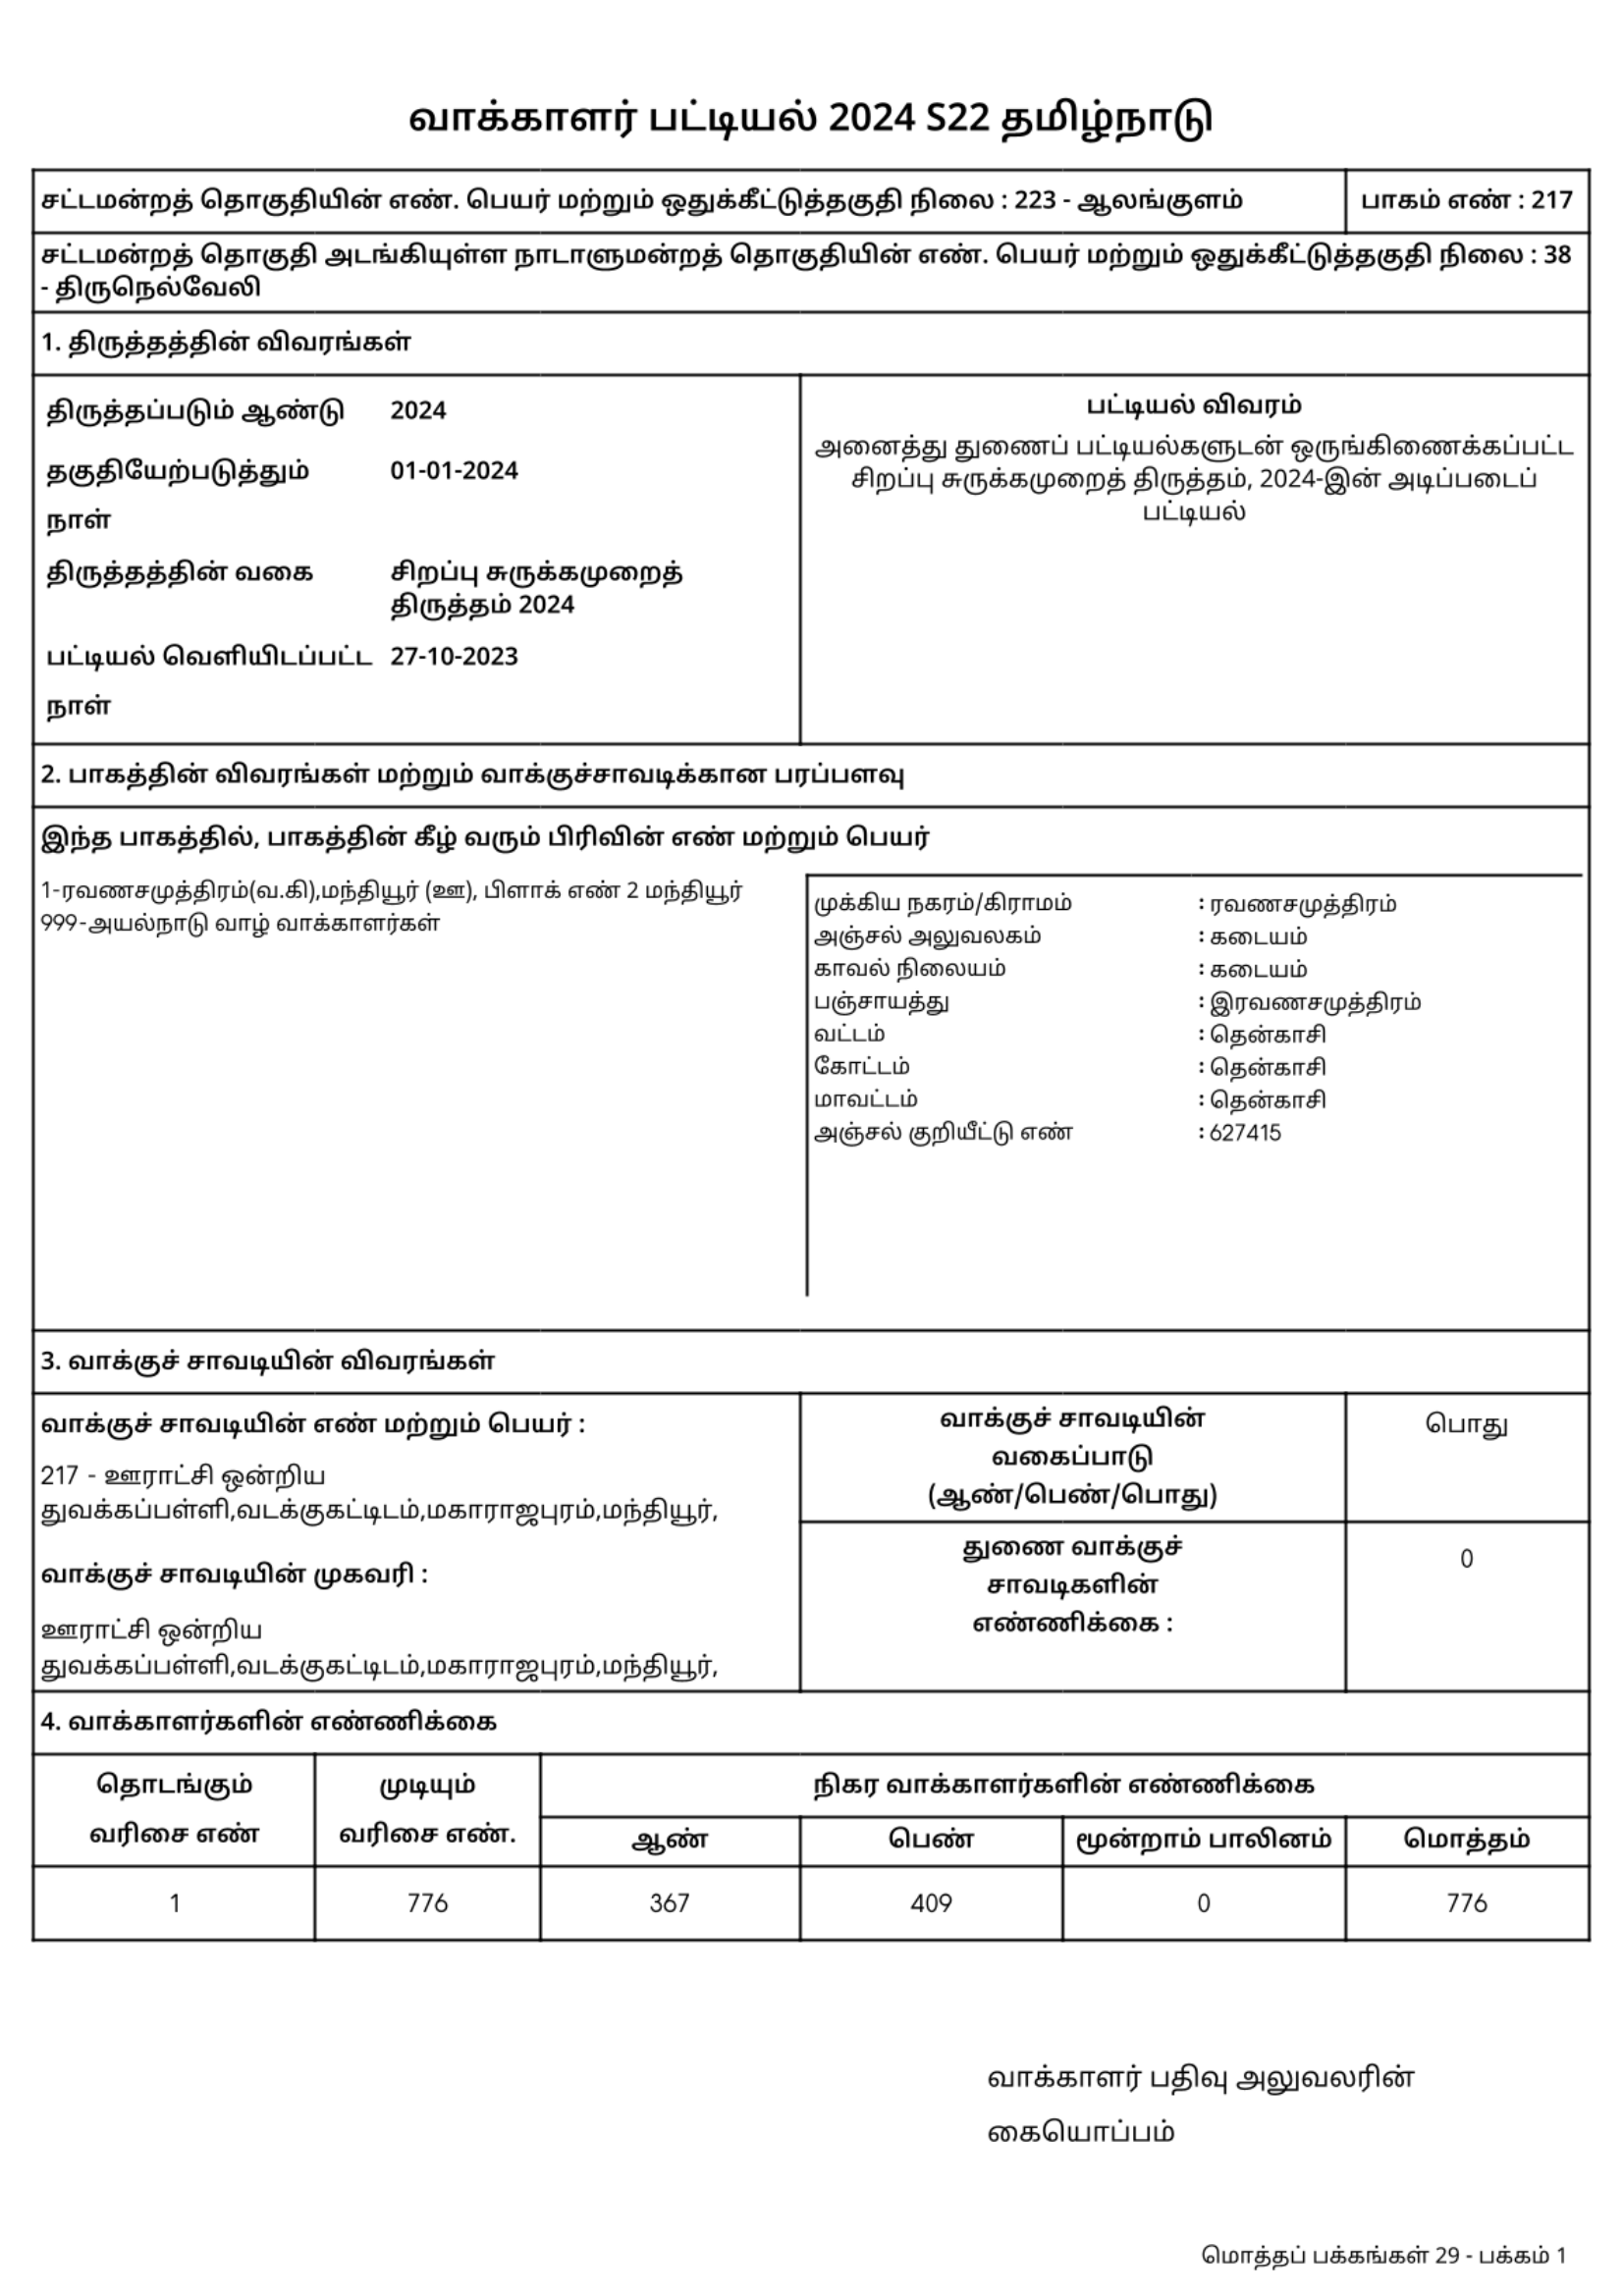 வாக்காளர் பட்டியல் 2024 S22 தமிழ்நாடு
சட்டமன்றத் தொகுதியின் எண். பெயர் மற்றும் ஒதுக்கீட்டுத்தகுதி நிலை : 223 - ஆலங்குளம்
பாகம் எண் : 217
சட்டமன்றத் தொகுதி அடங்கியுள்ள நாடாளுமன்றத் தொகுதியின் எண். பெயர் மற்றும் ஒதுக்கீட்டுத்தகுதி நிலை : 38
- திருநெல்வேலி
1. திருத்தத்தின் விவரங்கள்
திருத்தப்படும் ஆண்டு 2024
தகுதியேற்படுத்தும் 01-01-2024
நாள்
திருத்தத்தின் வகை சிறப்பு சுருக்கமுறைத்
திருத்தம் 2024
பட்டியல் வெளியிடப்பட்ட 27-10-2023
நாள்
பட்டியல் விவரம்
அனைத்து துணைப் பட்டியல்களுடன் ஒருங்கிணைக்கப்பட்ட
சிறப்பு சுருக்கமுறைத் திருத்தம், 2024-இன் அடிப்படைப்
பட்டியல்
2. பாகத்தின் விவரங்கள் மற்றும் வாக்குச்சாவடிக்கான பரப்பளவு
இந்த பாகத்தில், பாகத்தின் கீழ் வரும் பிரிவின் எண் மற்றும் பெயர்
1-ரவணசமுத்திரம்(வ.கி),மந்தியூர் (ஊ), பிளாக் எண் 2 மந்தியூர்
999-அயல்நாடு வாழ் வாக்காளர்கள்
முக்கிய நகரம்/கிராமம் : ரவணசமுத்திரம்
அஞ்சல் அலுவலகம் : கடையம்
காவல் நிலையம் : கடையம்
பஞ்சாயத்து : இரவணசமுத்திரம்
வட்டம் : தென்காசி
கோட்டம் : தென்காசி
மாவட்டம் : தென்காசி
அஞ்சல் குறியீட்டு எண் : 627415
3. வாக்குச் சாவடியின் விவரங்கள்
வாக்குச் சாவடியின் எண் மற்றும் பெயர் :
217 - ஊராட்சி ஒன்றிய
துவக்கப்பள்ளி,வடக்குகட்டிடம்,மகாராஜபுரம்,மந்தியூர்,
வாக்குச் சாவடியின் முகவரி :
ஊராட்சி ஒன்றிய
துவக்கப்பள்ளி,வடக்குகட்டிடம்,மகாராஜபுரம்,மந்தியூர்,
வாக்குச் சாவடியின்
வகைப்பாடு
(ஆண்/பெண்/பொது)
பொது
துணை வாக்குச்
சாவடிகளின்
எண்ணிக்கை :
0
4. வாக்காளர்களின் எண்ணிக்கை
தொடங்கும்
வரிசை எண்
முடியும்
வரிசை எண்.
நிகர வாக்காளர்களின் எண்ணிக்கை
ஆண் பெண் மூன்றாம் பாலினம் மொத்தம்
1 776 367 409 0 776
வாக்காளர் பதிவு அலுவலரின்
கையொப்பம்
மொத்தப் பக்கங்கள் 29 - பக்கம் 1